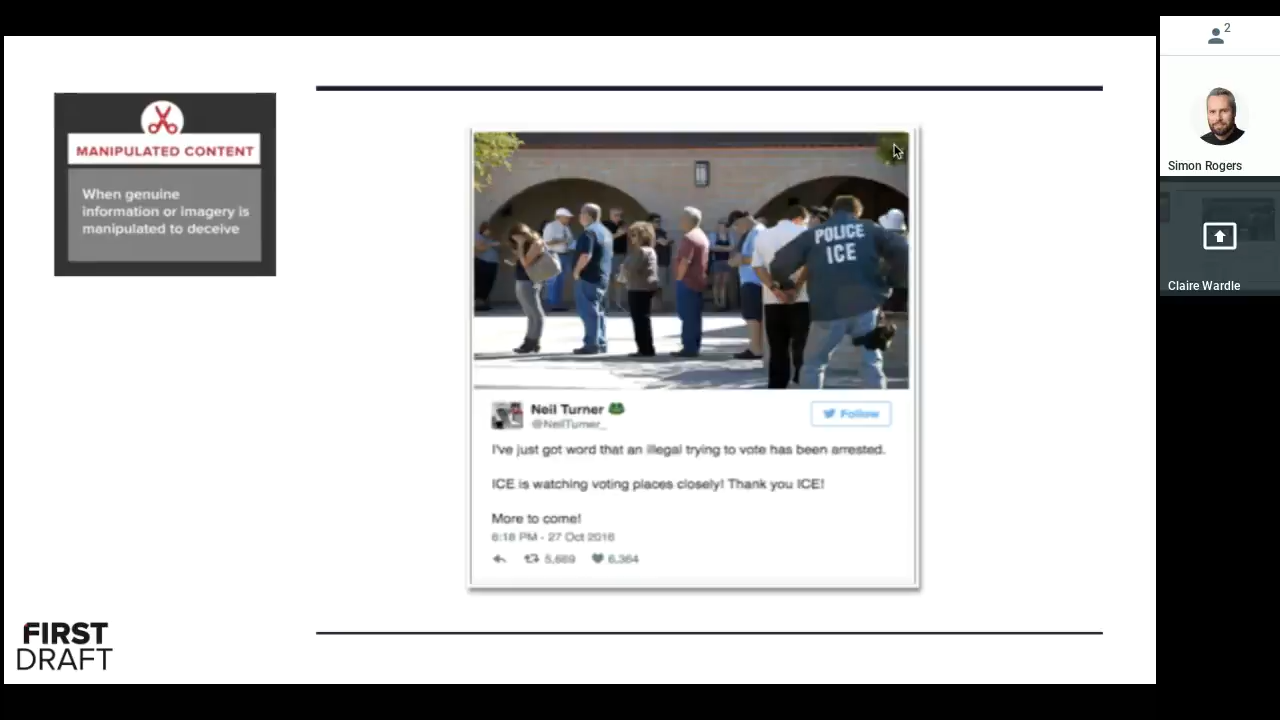 MANIPULATED CONTENT
When genuine
information or imagery is
manipulated to deceive
POLICE
ICE
Neil Turner
@NeilTurner_
Follow
I've just got word that an illegal trying to vote has been arrested.
ICE is watching voting places closely! Thank you ICE!
More to come!
6:18 PM - 27 Oct 2016
5,689 6,364
FIRST
DRAFT
2
Simon Rogers
Claire Wardle